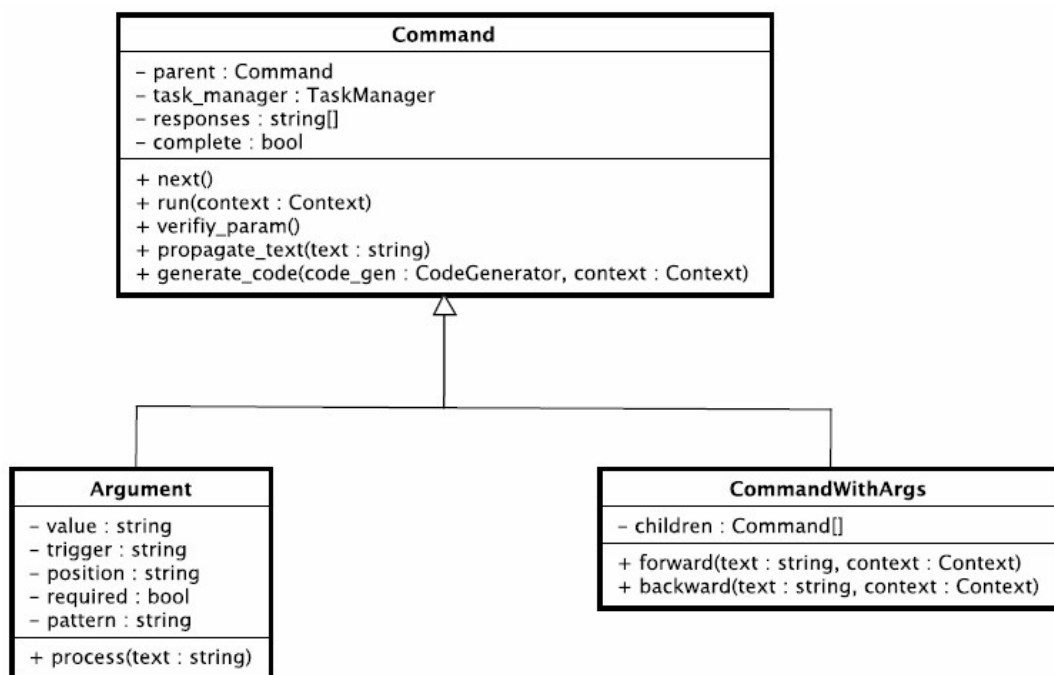 Command
– parent : Command
– task_manager : TaskManager
– responses : string[]
– complete : bool
+ next()
+ run(context : Context)
+ verifiy_param()
+ propagate_text(text : string)
+ generate_code(code_gen : CodeGenerator, context : Context)
Argument
– value : string
– trigger : string
– position : string
– required : bool
– pattern : string
+ process(text : string)
CommandWithArgs
– children : Command[]
+ forward(text : string, context : Context)
+ backward(text : string, context : Context)